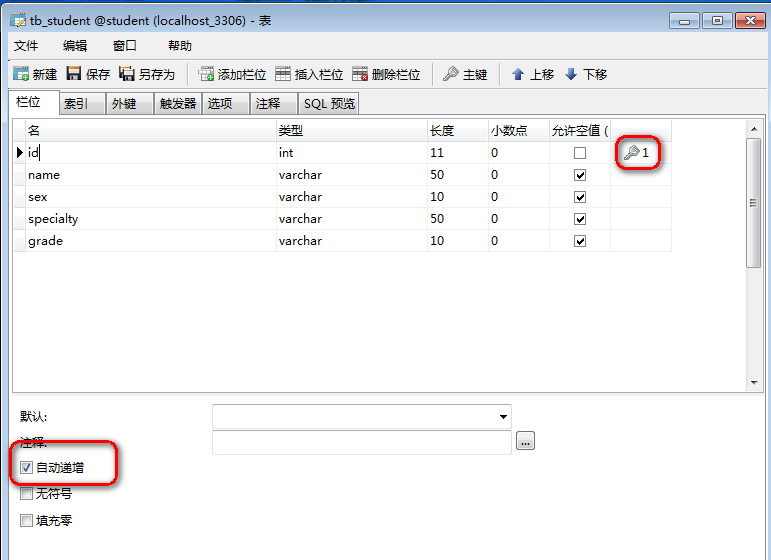 tb_student @student (localhost_3306) - 表
文件 编辑 窗口 帮助
新建 保存 另存为 添加栏位 插入栏位 删除栏位 主键 上移 下移
栏位 索引 外键 触发器 选项 注释 SQL 预览
名 类型 长度 小数点 允许空值 (
id int 11 0 1
name varchar 50 0
sex varchar 10 0
specialty varchar 50 0
grade varchar 10 0
默认:
注释:
...
自动递增
无符号
填充零